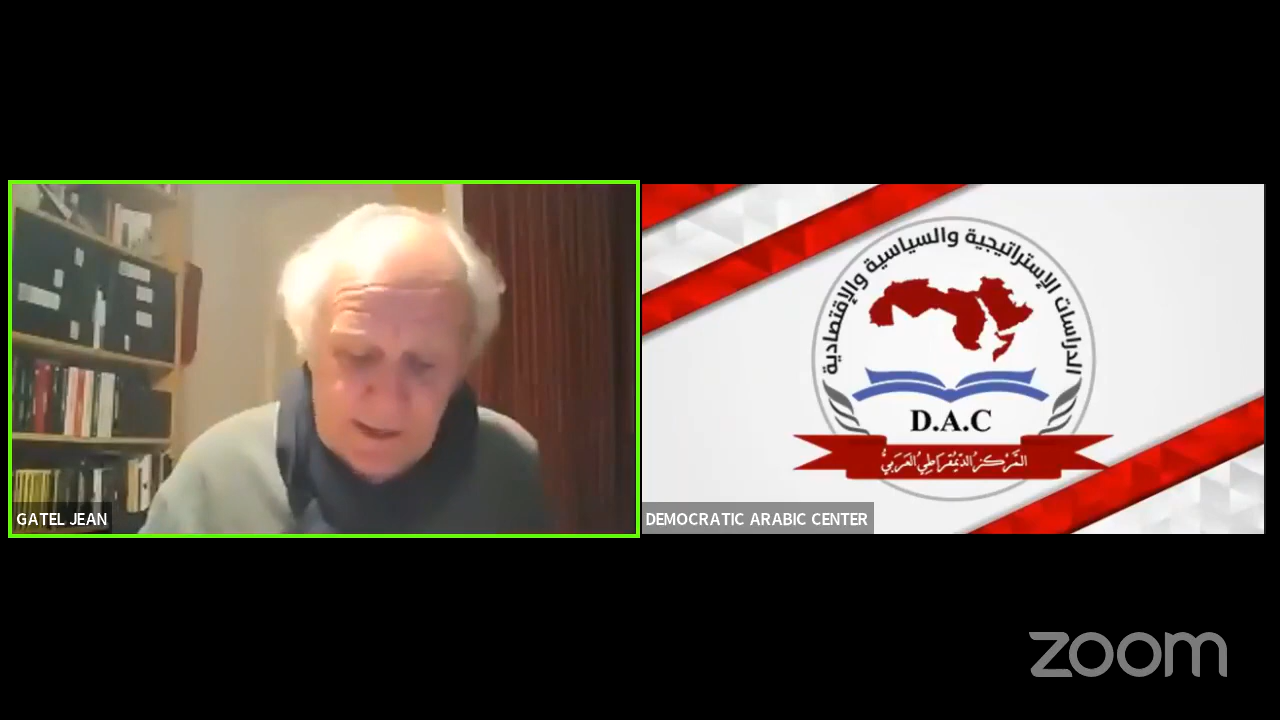 GATEL JEAN
الدراسات الإستراتيجية والسياسية والإقتصادية
D.A.C
المركز الديمقراطي العربي
DEMOCRATIC ARABIC CENTER
zoom